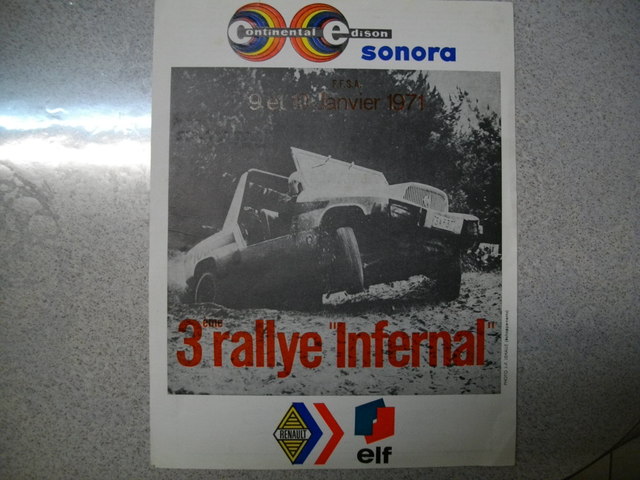 Continental Edison
sonora
F.F.S.A.
9 et 10 Janvier 1971
3ème rallye "Infernal"
RENAULT
elf